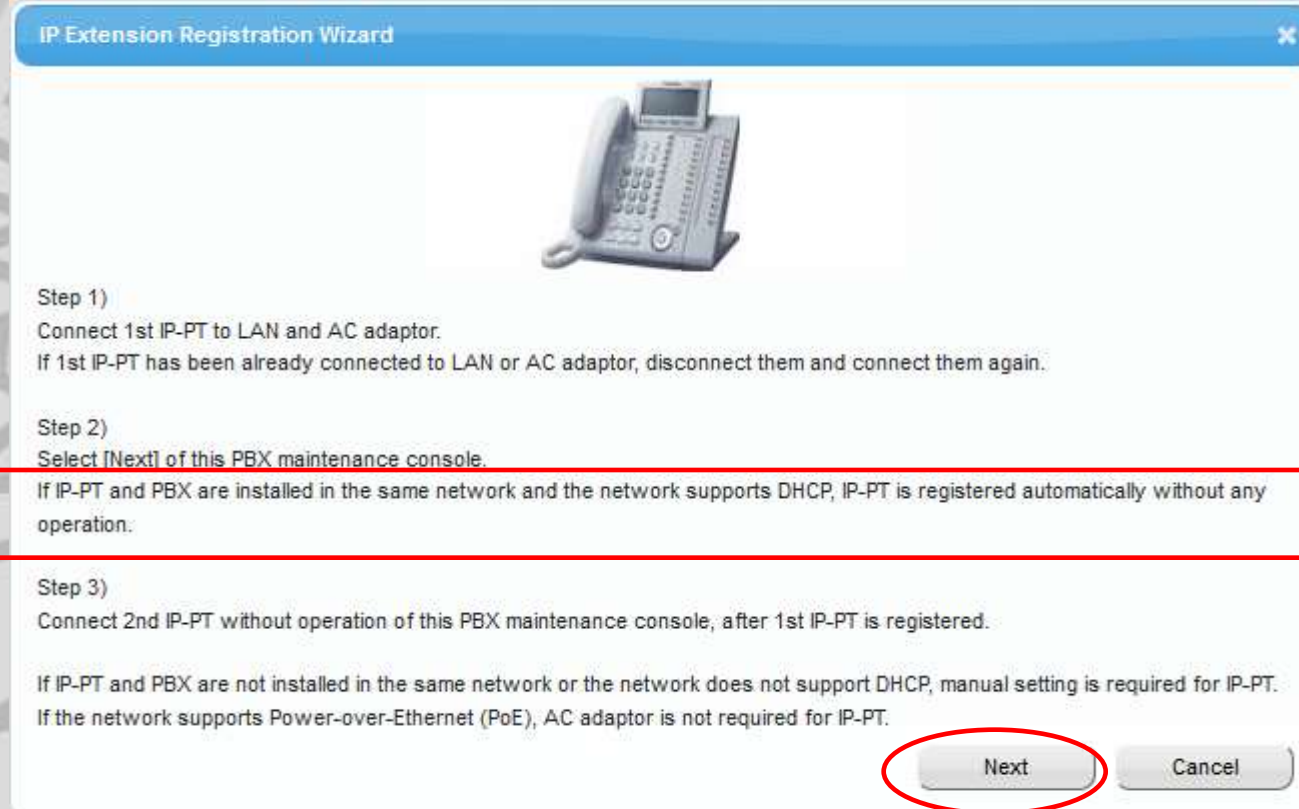 IP Extension Registration Wizard
Step 1)
Connect 1st IP-PT to LAN and AC adaptor.
If 1st IP-PT has been already connected to LAN or AC adaptor, disconnect them and connect them again.
Step 2)
Select [Next] of this PBX maintenance console.
If IP-PT and PBX are installed in the same network and the network supports DHCP, IP-PT is registered automatically without any
operation.
Step 3)
Connect 2nd IP-PT without operation of this PBX maintenance console, after 1st IP-PT is registered.
If IP-PT and PBX are not installed in the same network or the network does not support DHCP, manual setting is required for IP-PT.
If the network supports Power-over-Ethernet (PoE), AC adaptor is not required for IP-PT.
Next
Cancel